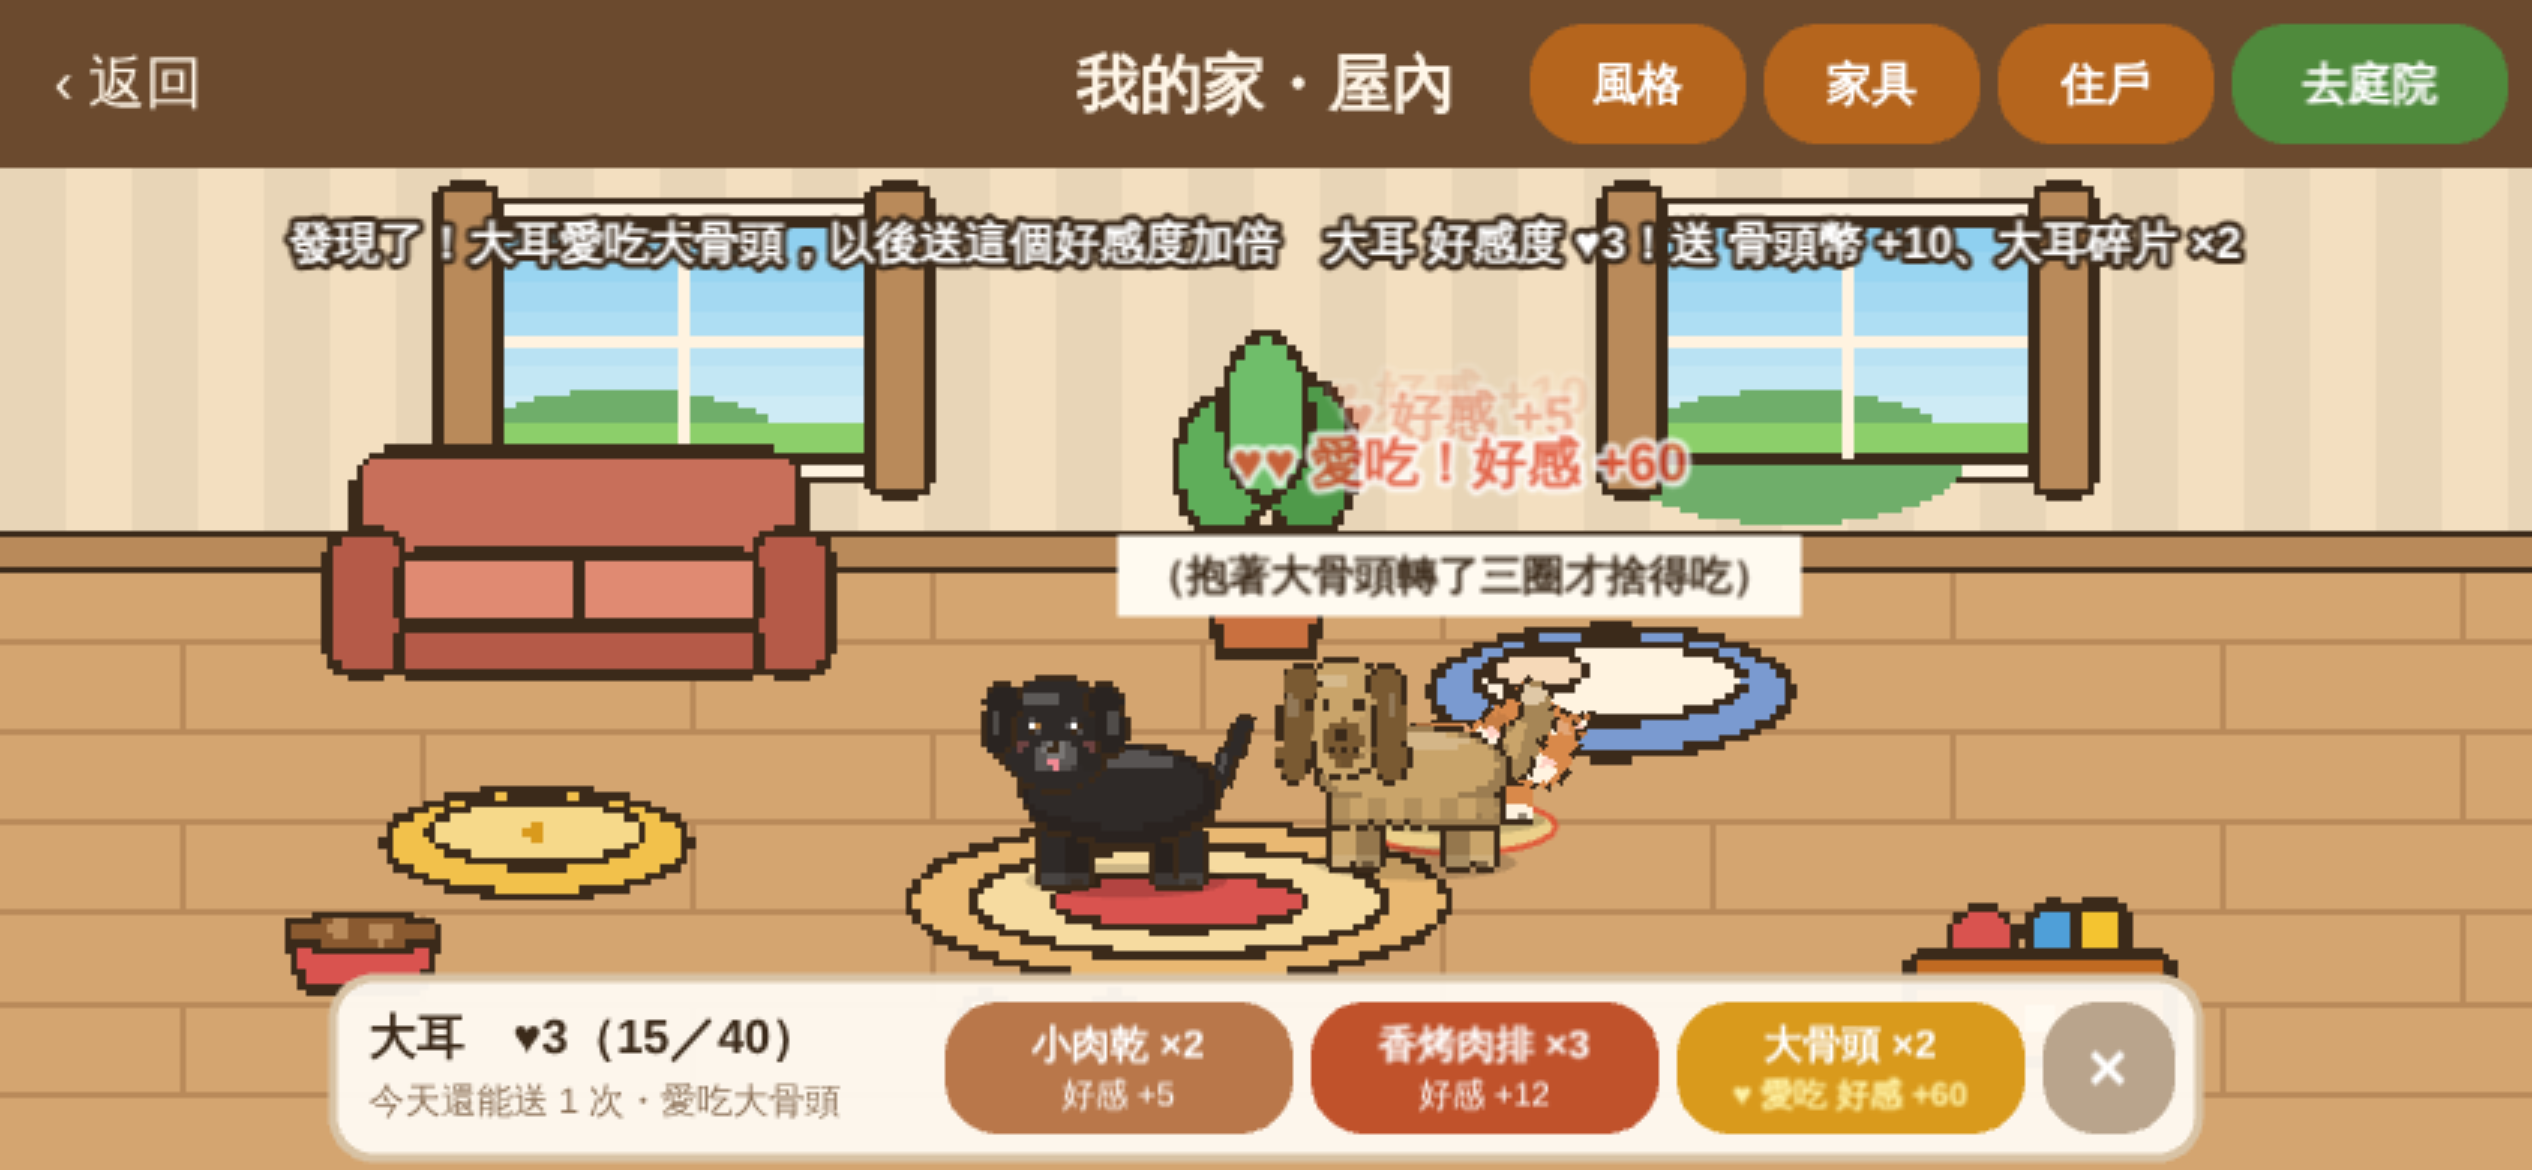 ‹ 返回
我的家・屋內
風格
家具
住戶
去庭院
發現了！大耳愛吃大骨頭，以後送這個好感度加倍　大耳 好感度 ♥3！送 骨頭幣 +10、大耳碎片 ×2
好感 +10
♥ 好感 +5
♥♥ 愛吃！好感 +60
（抱著大骨頭轉了三圈才捨得吃）
大耳　♥3（15／40）
今天還能送 1 次・愛吃大骨頭
小肉乾 ×2
好感 +5
香烤肉排 ×3
好感 +12
大骨頭 ×2
♥ 愛吃 好感 +60
×